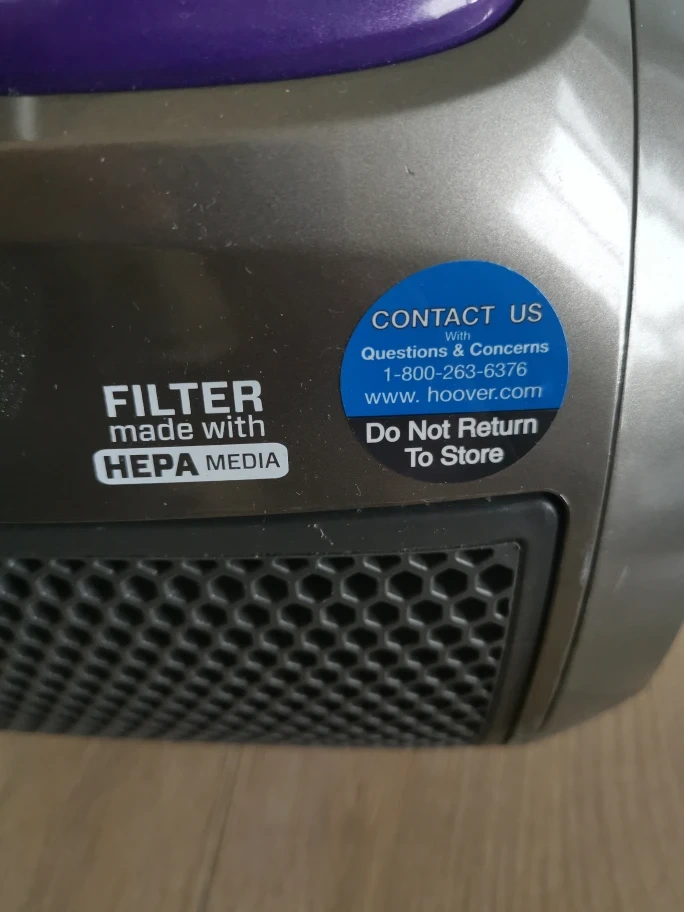 FILTER
made with
HEPA MEDIA
CONTACT US
With
Questions & Concerns
1-800-263-6376
www. hoover.com
Do Not Return
To Store